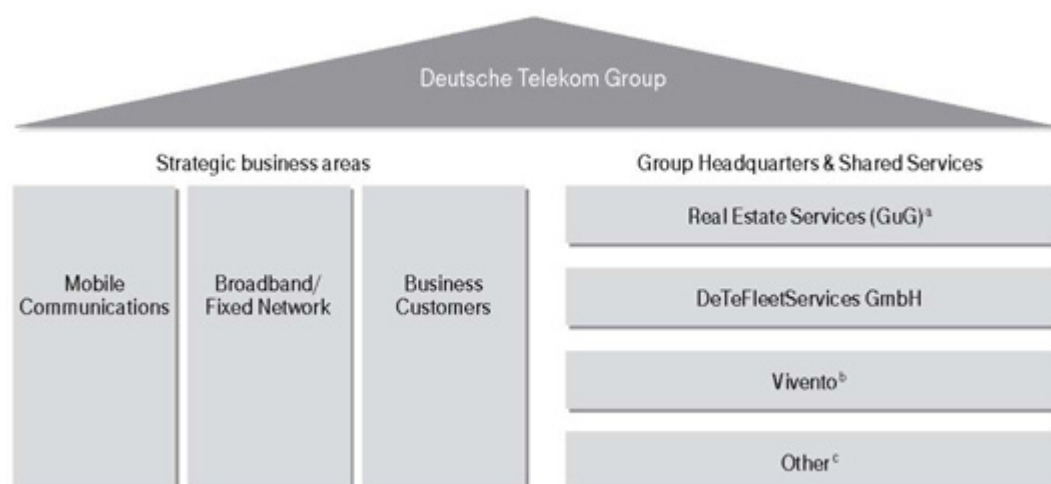 Deutsche Telekom Group
Strategic business areas
Mobile
Communications
Broadband/
Fixed Network
Business
Customers
Group Headquarters & Shared Services
Real Estate Services (GuG)ᵃ
DeTeFleetServices GmbH
Viventoᵇ
Otherᶜ